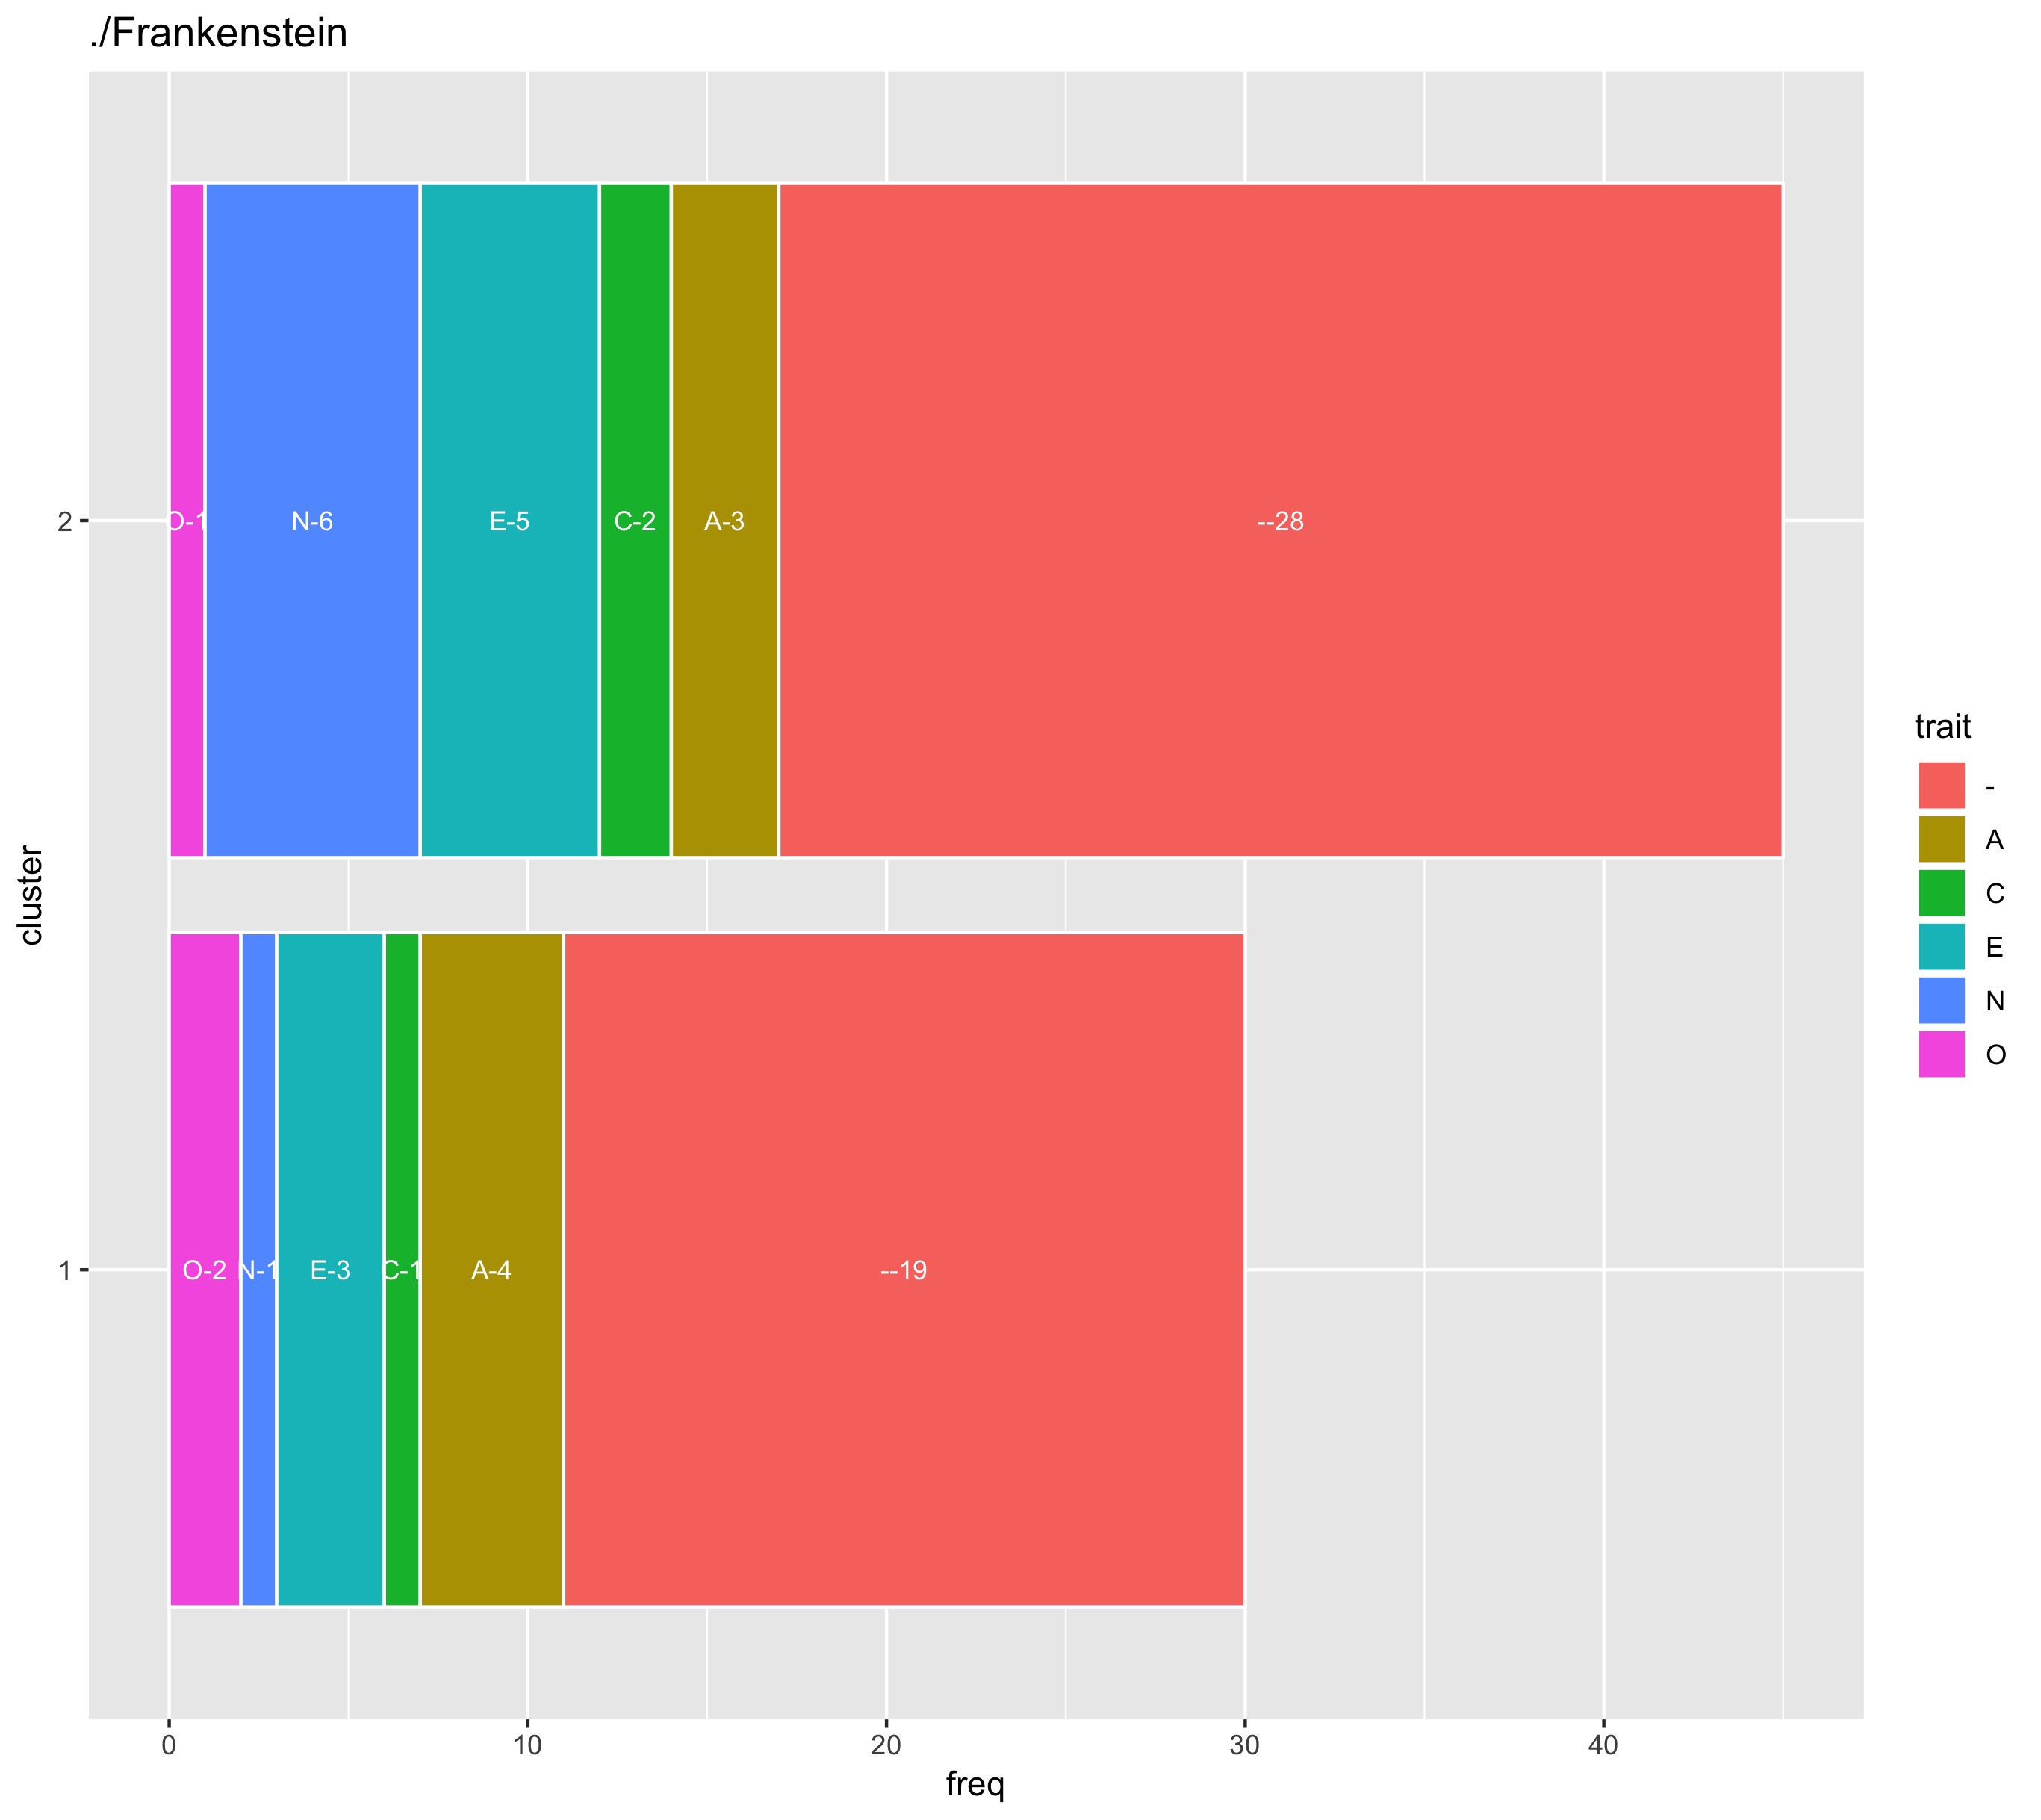 ./Frankenstein
cluster
2
O-1 N-6 E-5 C-2 A-3 --28
1
O-2 N-1 E-3 C-1 A-4 --19
0 10 20 30 40
freq
trait
-
A
C
E
N
O